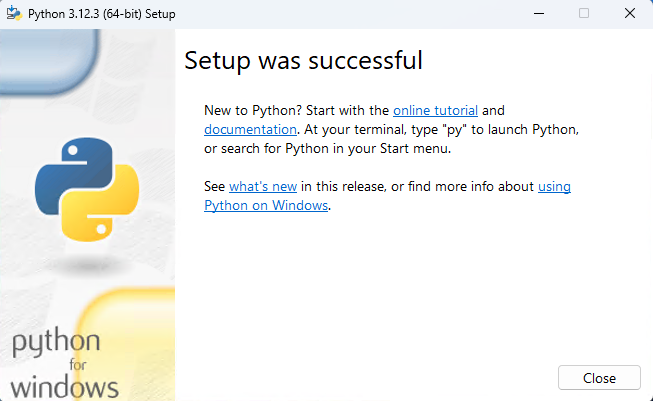 Python 3.12.3 (64-bit) Setup
Setup was successful
New to Python? Start with the online tutorial and
documentation. At your terminal, type "py" to launch Python,
or search for Python in your Start menu.
See what's new in this release, or find more info about using
Python on Windows.
python
for
windows
Close